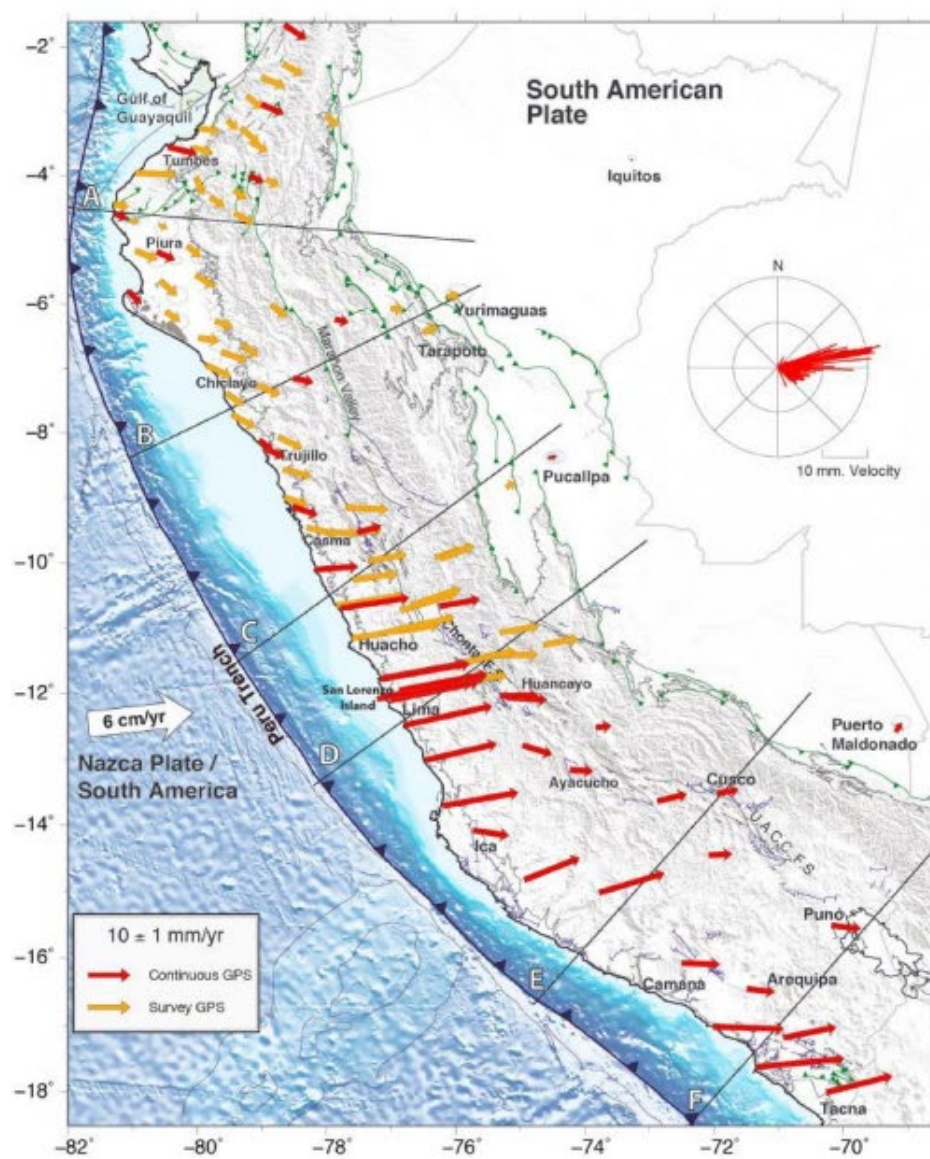 −2°
−4°
−6°
−8°
−10°
−12°
−14°
−16°
−18°
−82
−80
−78
−76
−74
−72
−70
South American
Plate
Gulf of
Guayaquil
Tumbes
Iquitos
A
Piura
N
Yurimaguas
Tarapoto
Marañon Valley
Chiclayo
B
Trujillo
Pucallpa
10 mm. Velocity
Casma
C
Huacho
Chonta F.
San Lorenzo
Island
Lima
Huancayo
Peru Trench
6 cm/yr
D
Puerto
Maldonado
Nazca Plate /
South America
Ayacucho
Cusco
Ica
U.A.C.C.F.S
Puno
10 ± 1 mm/yr
Continuous GPS
Survey GPS
E
Camana
Arequipa
F
Tacna